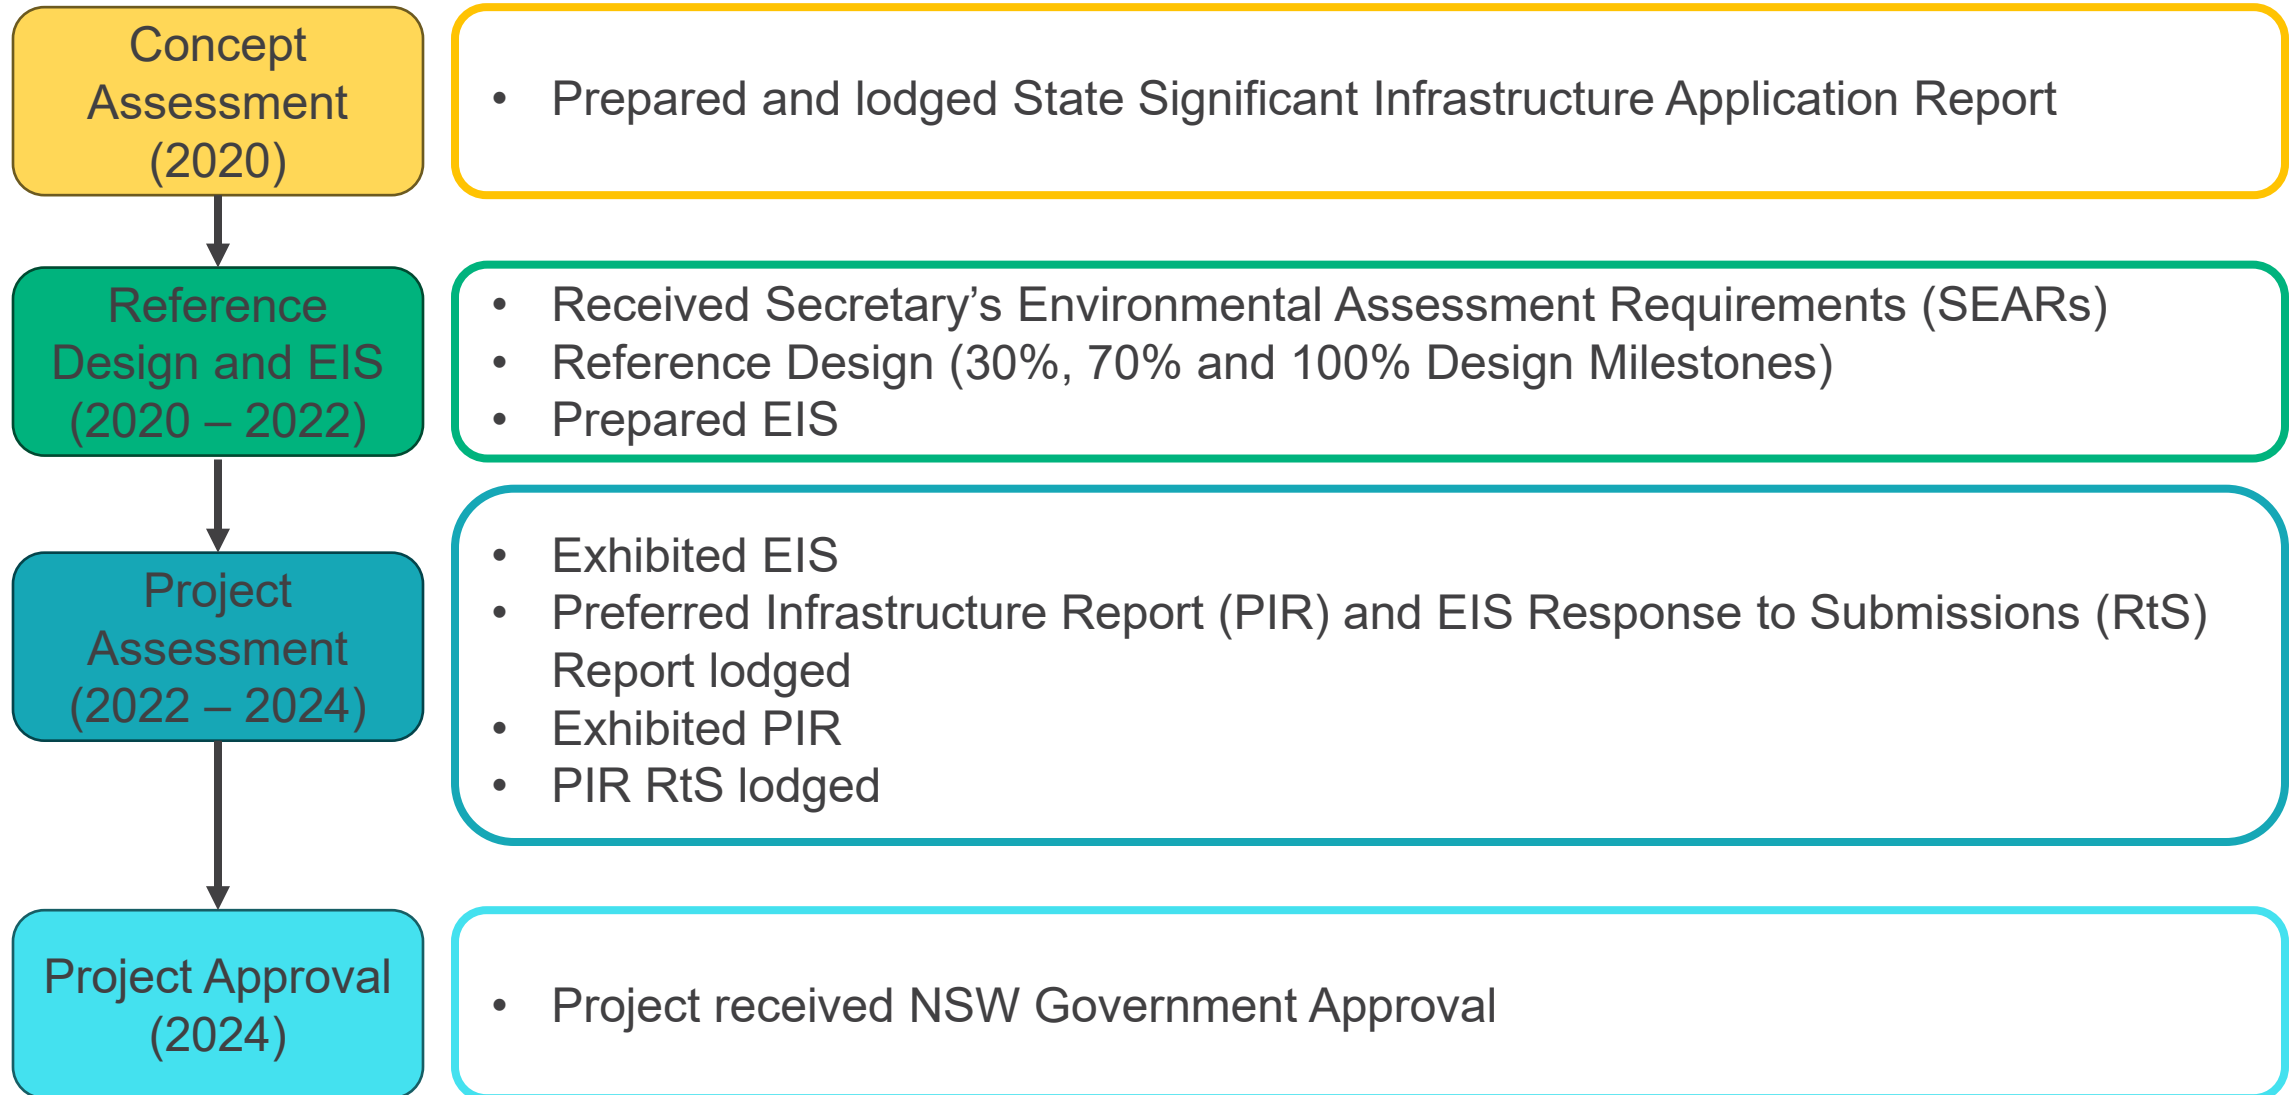 Concept
Assessment
(2020)
• Prepared and lodged State Significant Infrastructure Application Report
Reference
Design and EIS
(2020 – 2022)
• Received Secretary’s Environmental Assessment Requirements (SEARs)
• Reference Design (30%, 70% and 100% Design Milestones)
• Prepared EIS
Project
Assessment
(2022 – 2024)
• Exhibited EIS
• Preferred Infrastructure Report (PIR) and EIS Response to Submissions (RtS)
Report lodged
• Exhibited PIR
• PIR RtS lodged
Project Approval
(2024)
• Project received NSW Government Approval